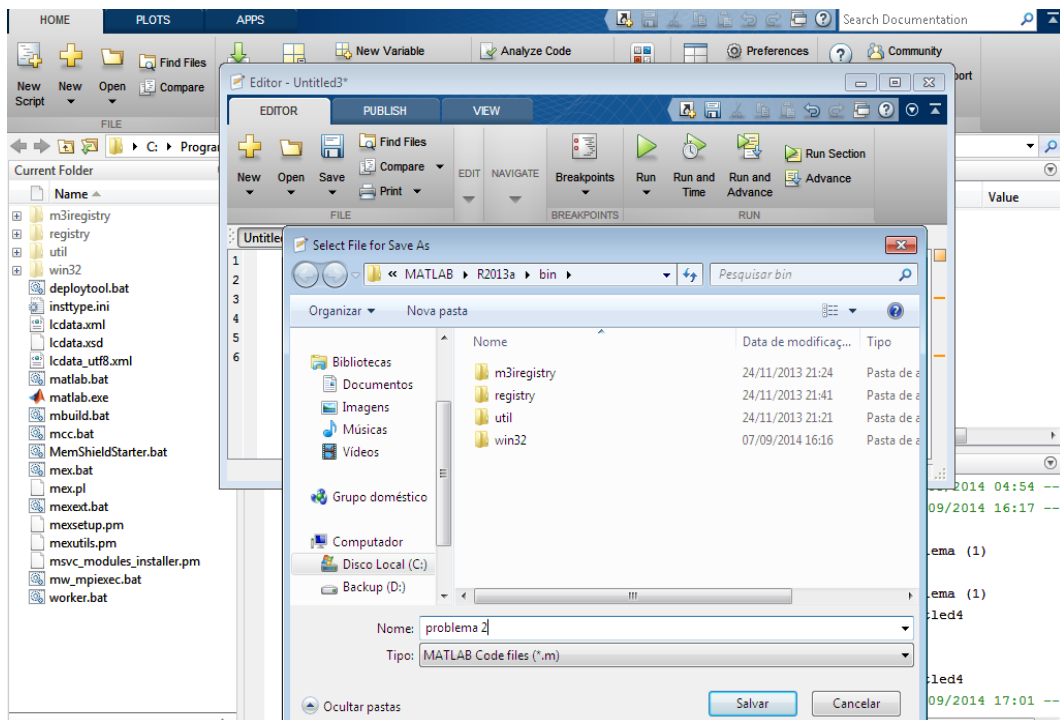 HOME PLOTS APPS Search Documentation
New Script
New
Open
Find Files
Compare
New Variable
Analyze Code
Preferences
Community
FILE
C: Progra
Current Folder
Name
Value
m3iregistry
registry
util
win32
deploytool.bat
insttype.ini
lcdata.xml
lcdata.xsd
lcdata_utf8.xml
matlab.bat
matlab.exe
mbuild.bat
mcc.bat
MemShieldStarter.bat
mex.bat
mex.pl
mexext.bat
mexsetup.pm
mexutils.pm
msvc_modules_installer.pm
mw_mpiexec.bat
worker.bat
Editor - Untitled3*
EDITOR PUBLISH VIEW
New
Open
Save
Find Files
Compare
Print
EDIT
NAVIGATE
Breakpoints
Run
Run and Time
Run and Advance
Run Section
Advance
FILE BREAKPOINTS RUN
1
2
3
4
5
6
Select File for Save As
« MATLAB R2013a bin
Pesquisar bin
Organizar Nova pasta
Bibliotecas
Documentos
Imagens
Músicas
Vídeos
Grupo doméstico
Computador
Disco Local (C:)
Backup (D:)
Nome Data de modificaç... Tipo
m3iregistry 24/11/2013 21:24 Pasta de a
registry 24/11/2013 21:41 Pasta de a
util 24/11/2013 21:21 Pasta de a
win32 07/09/2014 16:16 Pasta de a
Nome: problema 2
Tipo: MATLAB Code files (*.m)
Ocultar pastas
Salvar Cancelar
2014 04:54 --
09/2014 16:17 --
lema (1)
lema (1)
tled4
tled4
09/2014 17:01 --